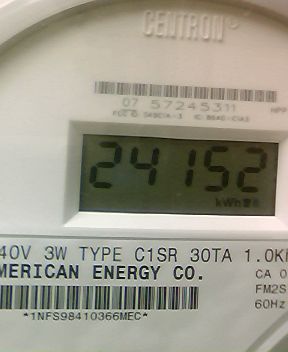 CENTRON®
07 57245311
24152
kWh
40V 3W TYPE C1SR 30TA 1.0K
MERICAN ENERGY CO.
CA 0
FM2S
60Hz
*1NFS98410366MEC*